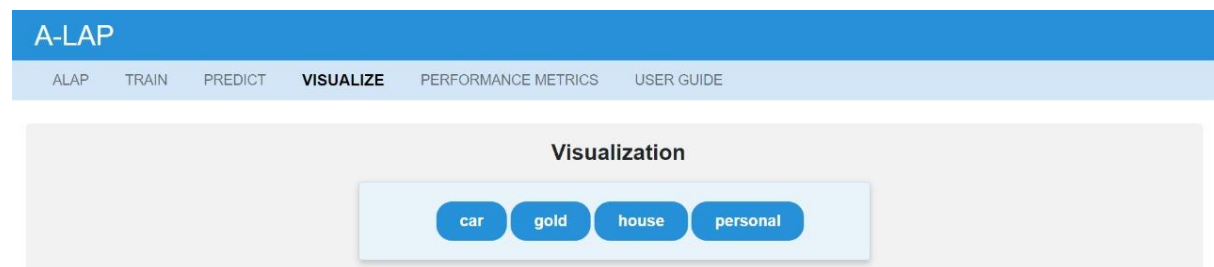 A-LAP
ALAP TRAIN PREDICT VISUALIZE PERFORMANCE METRICS USER GUIDE
Visualization
car gold house personal